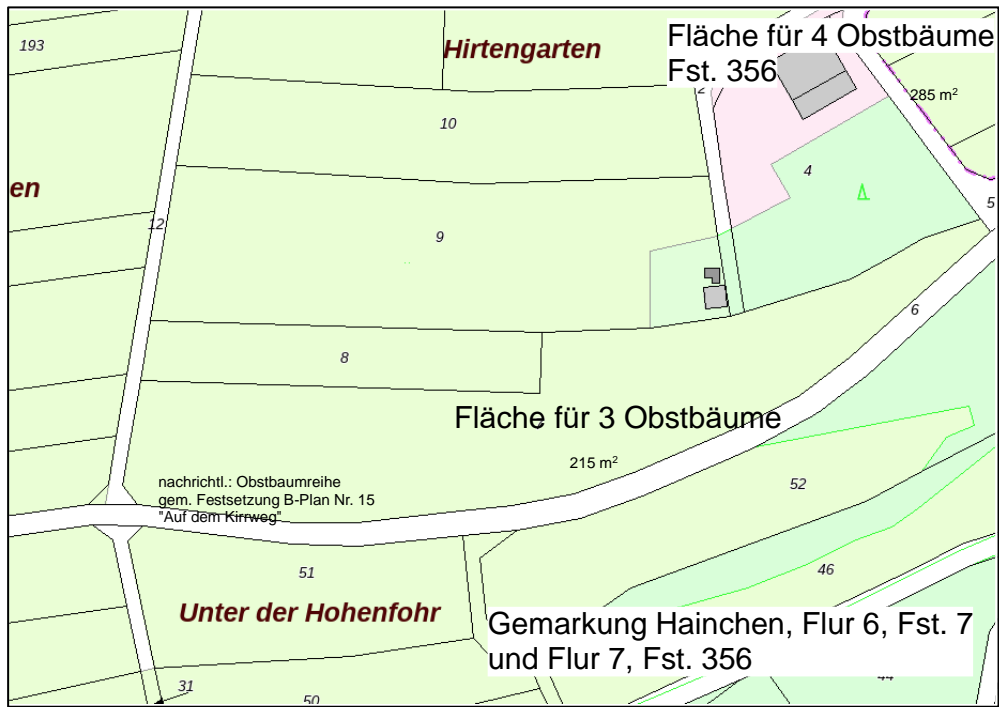 193
Hirtengarten
Fläche für 4 Obstbäume
Fst. 356
2
285 m²
10
en
4
5
12
9
6
8
Fläche für 3 Obstbäume
215 m²
nachrichtl.: Obstbaumreihe
gem. Festsetzung B-Plan Nr. 15
"Auf dem Kirrweg"
52
51
46
Unter der Hohenfohr
Gemarkung Hainchen, Flur 6, Fst. 7
und Flur 7, Fst. 356
31
50
44